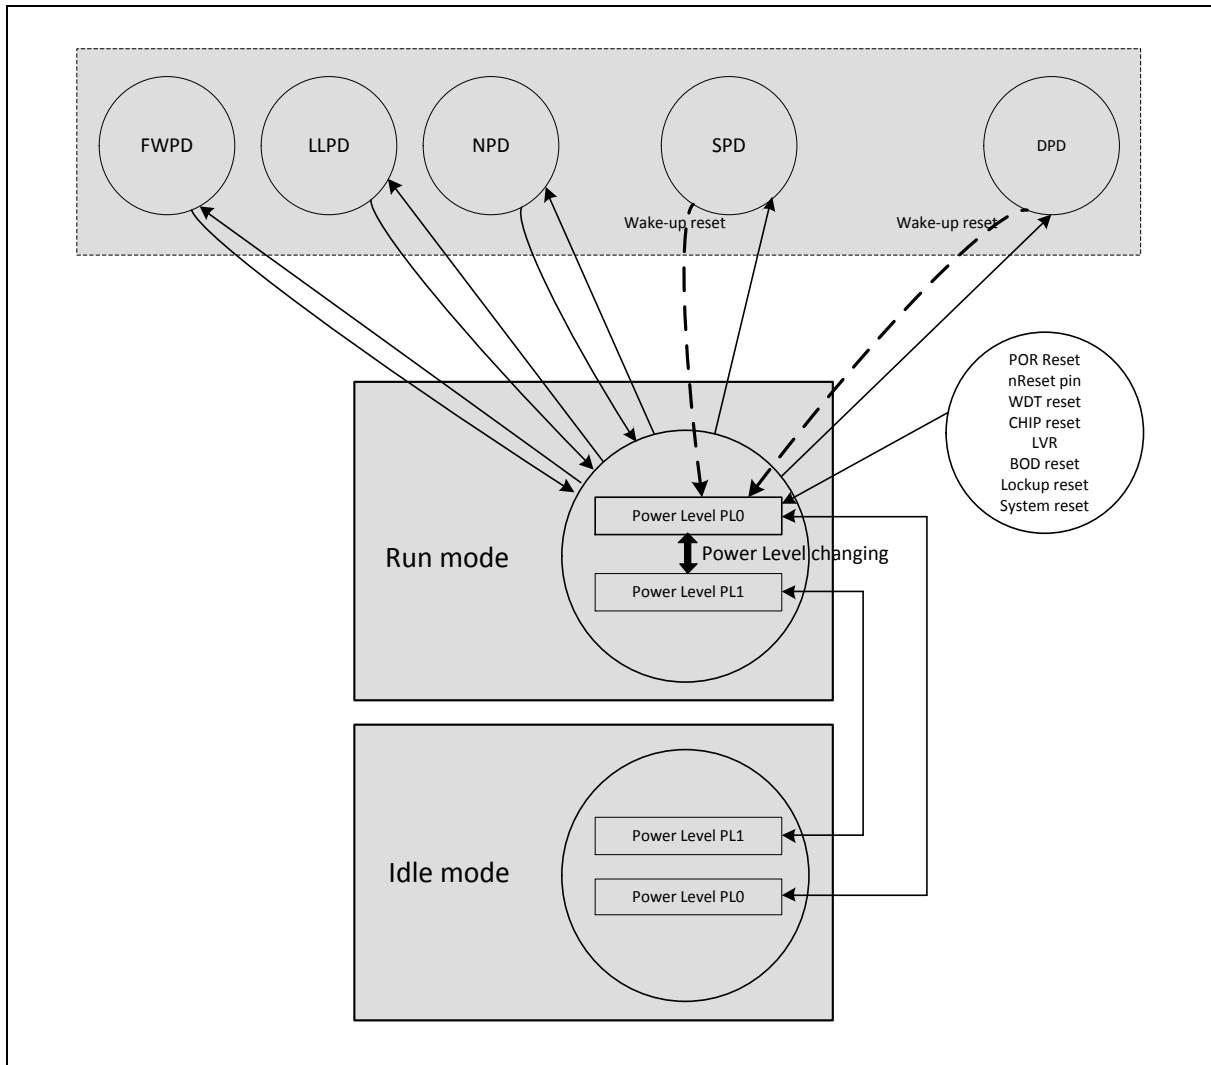 FWPD
LLPD
NPD
SPD
DPD
Wake-up reset
Wake-up reset
POR Reset
nReset pin
WDT reset
CHIP reset
LVR
BOD reset
Lockup reset
System reset
Run mode
Power Level PL0
Power Level changing
Power Level PL1
Idle mode
Power Level PL1
Power Level PL0